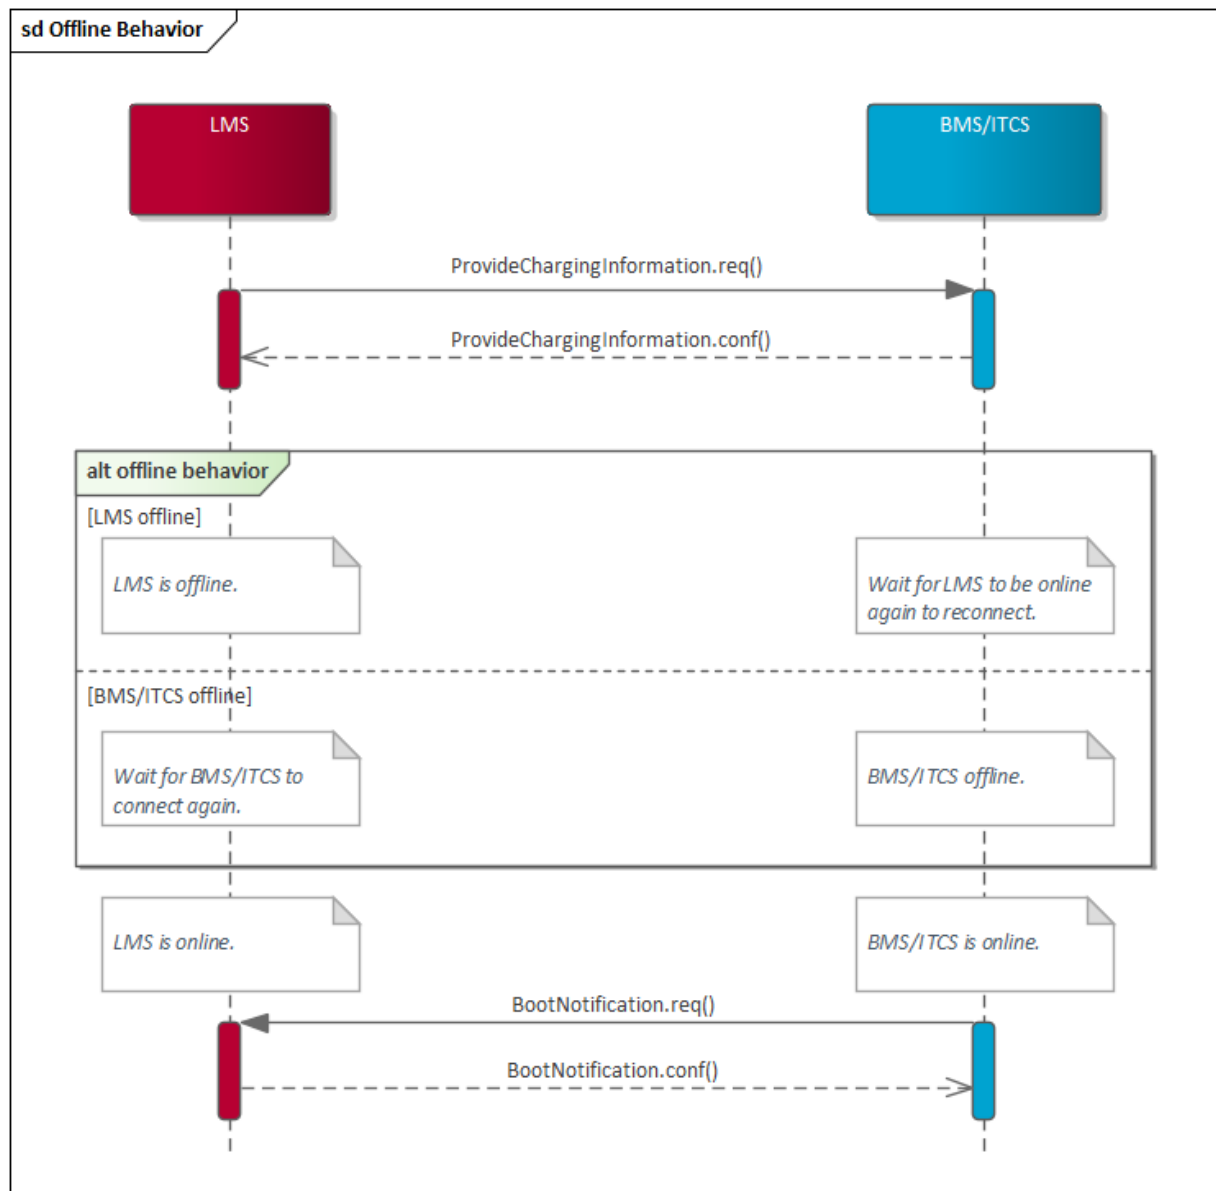 sd Offline Behavior
LMS
BMS/ITCS
ProvideChargingInformation.req()
ProvideChargingInformation.conf()
alt offline behavior
[LMS offline]
LMS is offline.
Wait for LMS to be online
again to reconnect.
[BMS/ITCS offline]
Wait for BMS/ITCS to
connect again.
BMS/ITCS offline.
LMS is online.
BMS/ITCS is online.
BootNotification.req()
BootNotification.conf()